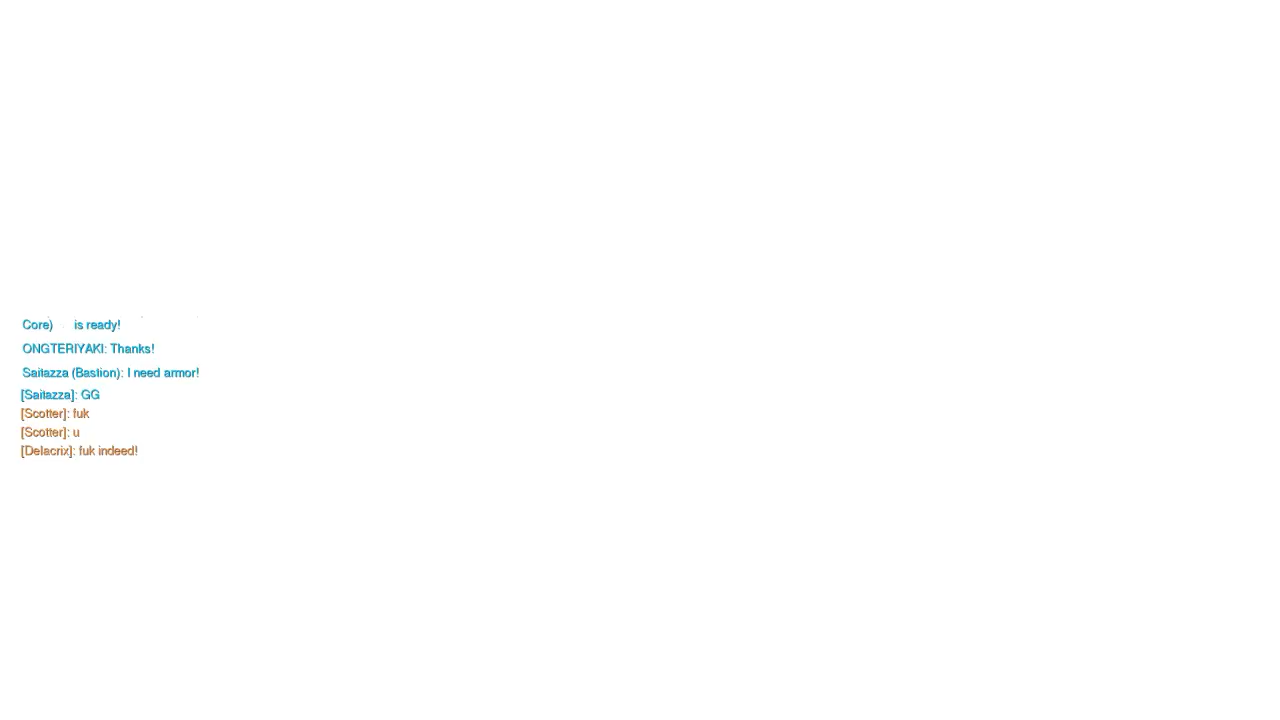 Core) is ready!
ONGTERIYAKI: Thanks!
Saitazza (Bastion): I need armor!
[Saitazza]: GG
[Scotter]: fuk
[Scotter]: u
[Delacrix]: fuk indeed!